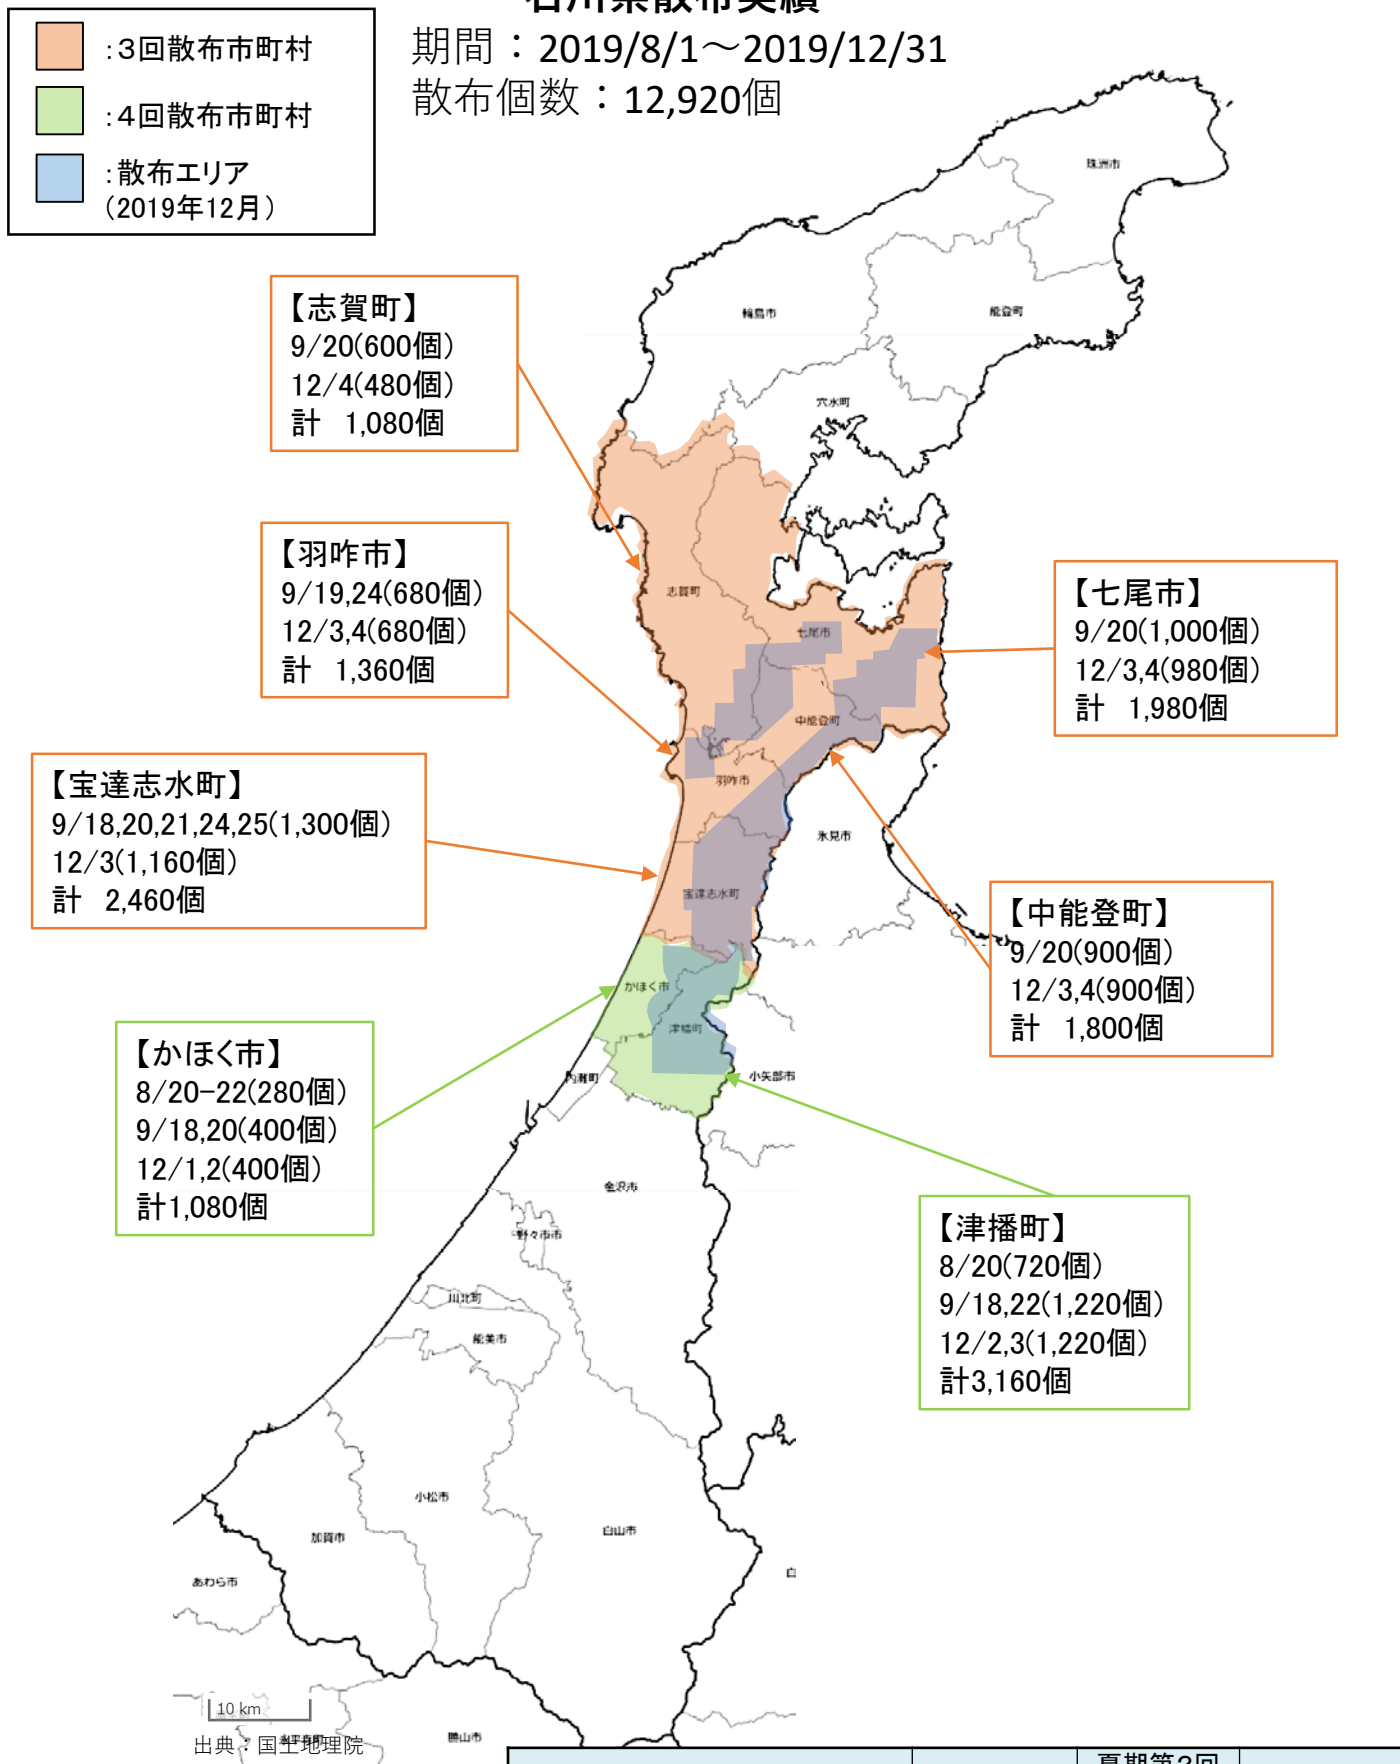 石川県散布実績
期間：2019/8/1～2019/12/31
散布個数：12,920個
:３回散布市町村
:４回散布市町村
:散布エリア
(2019年12月)
【志賀町】
9/20(600個)
12/4(480個)
計 1,080個
【羽咋市】
9/19,24(680個)
12/3,4(680個)
計 1,360個
【宝達志水町】
9/18,20,21,24,25(1,300個)
12/3(1,160個)
計 2,460個
【かほく市】
8/20-22(280個)
9/18,20(400個)
12/1,2(400個)
計1,080個
【七尾市】
9/20(1,000個)
12/3,4(980個)
計 1,980個
【中能登町】
9/20(900個)
12/3,4(900個)
計 1,800個
【津播町】
8/20(720個)
9/18,22(1,220個)
12/2,3(1,220個)
計3,160個
珠洲市
輪島市
能登町
穴水町
志賀町
七尾市
中能登町
羽咋市
氷見市
宝達志水町
かほく市
津幡町
内灘町
小矢部市
金沢市
野々市市
川北町
能美市
小松市
加賀市
白山市
あわら市
白
10 km
永平寺町
勝山市
出典：国土地理院
夏期第2回